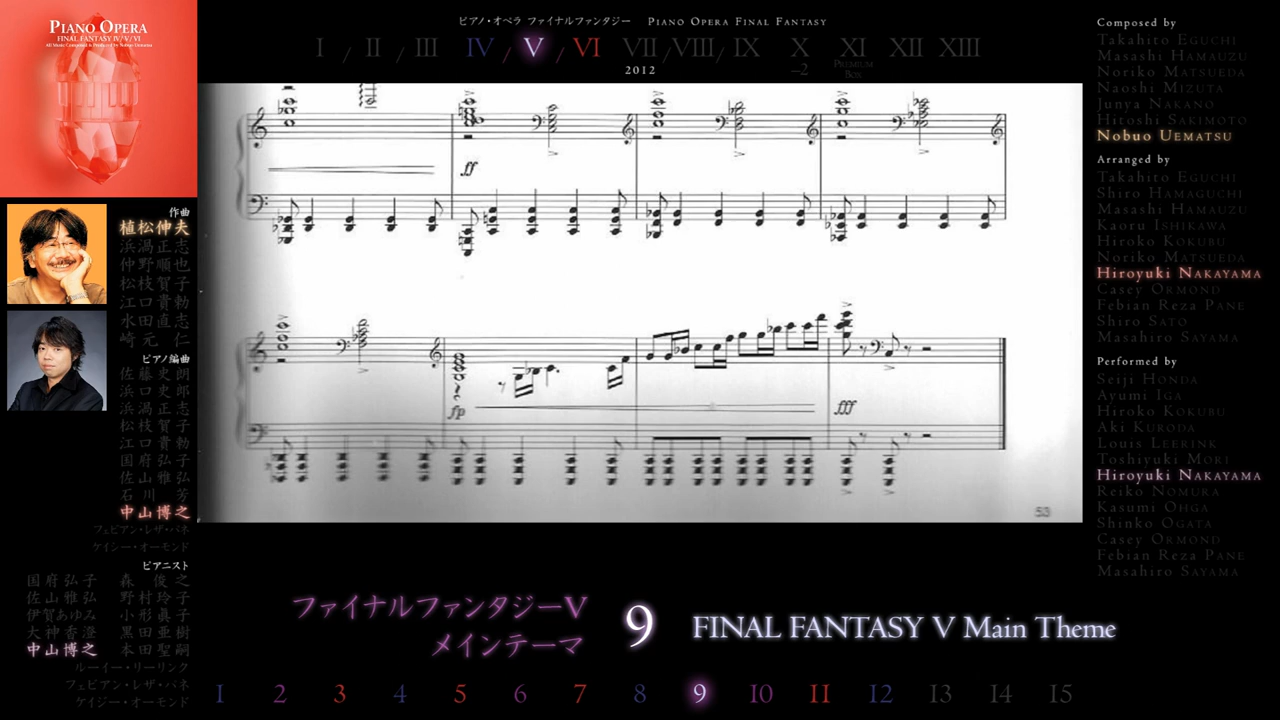 PIANO OPERA
FINAL FANTASY IV/V/VI
All Music Composed & Produced by Nobuo Uematsu
ピアノ・オペラ ファイナルファンタジー PIANO OPERA FINAL FANTASY
I / II / III IV / V / VI VII / VIII / IX X XI XII XIII
-2 PREMIUM
BOX
2012
作曲
植松伸夫
浜渦正志
仲野順也
松枝賀子
江口貴勅
水田直志
崎元 仁
ピアノ編曲
佐藤史朗
浜口史郎
浜渦正志
松枝賀子
江口貴勅
国府弘子
佐山雅弘
石川 芳
中山博之
フェビアン・レザ・パネ
ケイシー・オーモンド
ピアニスト
国府弘子 森 俊之
佐山雅弘 野村玲子
伊賀あゆみ 小形眞子
大神香澄 黒田亜樹
中山博之 本田聖嗣
ルーイー・リーリンク
フェビアン・レザ・パネ
ケイジー・オーモンド
ff
fp
fff
53
Composed by
Takahito EGUCHI
Masashi HAMAUZU
Noriko MATSUEDA
Naoshi MIZUTA
Junya NAKANO
Hitoshi SAKIMOTO
Nobuo UEMATSU
Arranged by
Takahito EGUCHI
Shiro HAMAGUCHI
Masashi HAMAUZU
Kaoru ISHIKAWA
Hiroko KOKUBU
Noriko MATSUEDA
Hiroyuki NAKAYAMA
Casey ORMOND
Febian Reza PANE
Shiro SATO
Masahiro SAYAMA
Performed by
Seiji HONDA
Ayumi IGA
Hiroko KOKUBU
Aki KURODA
Louis LEERINK
Toshiyuki MORI
Hiroyuki NAKAYAMA
Reiko NOMURA
Kasumi OHGA
Shinko OGATA
Casey ORMOND
Febian Reza PANE
Masahiro SAYAMA
ファイナルファンタジーV
メインテーマ
9
FINAL FANTASY V Main Theme
1 2 3 4 5 6 7 8 9 10 11 12 13 14 15